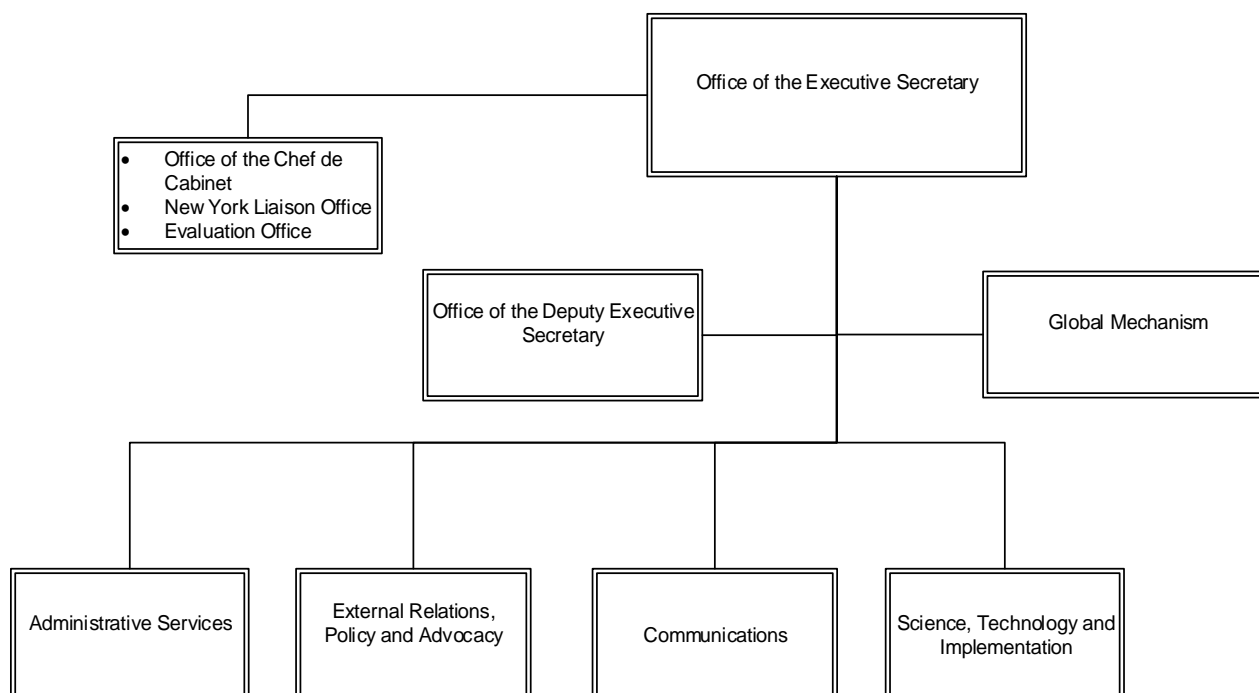 Office of the Executive Secretary
• Office of the Chef de
Cabinet
• New York Liaison Office
• Evaluation Office
Office of the Deputy Executive
Secretary
Global Mechanism
Administrative Services
External Relations,
Policy and Advocacy
Communications
Science, Technology and
Implementation